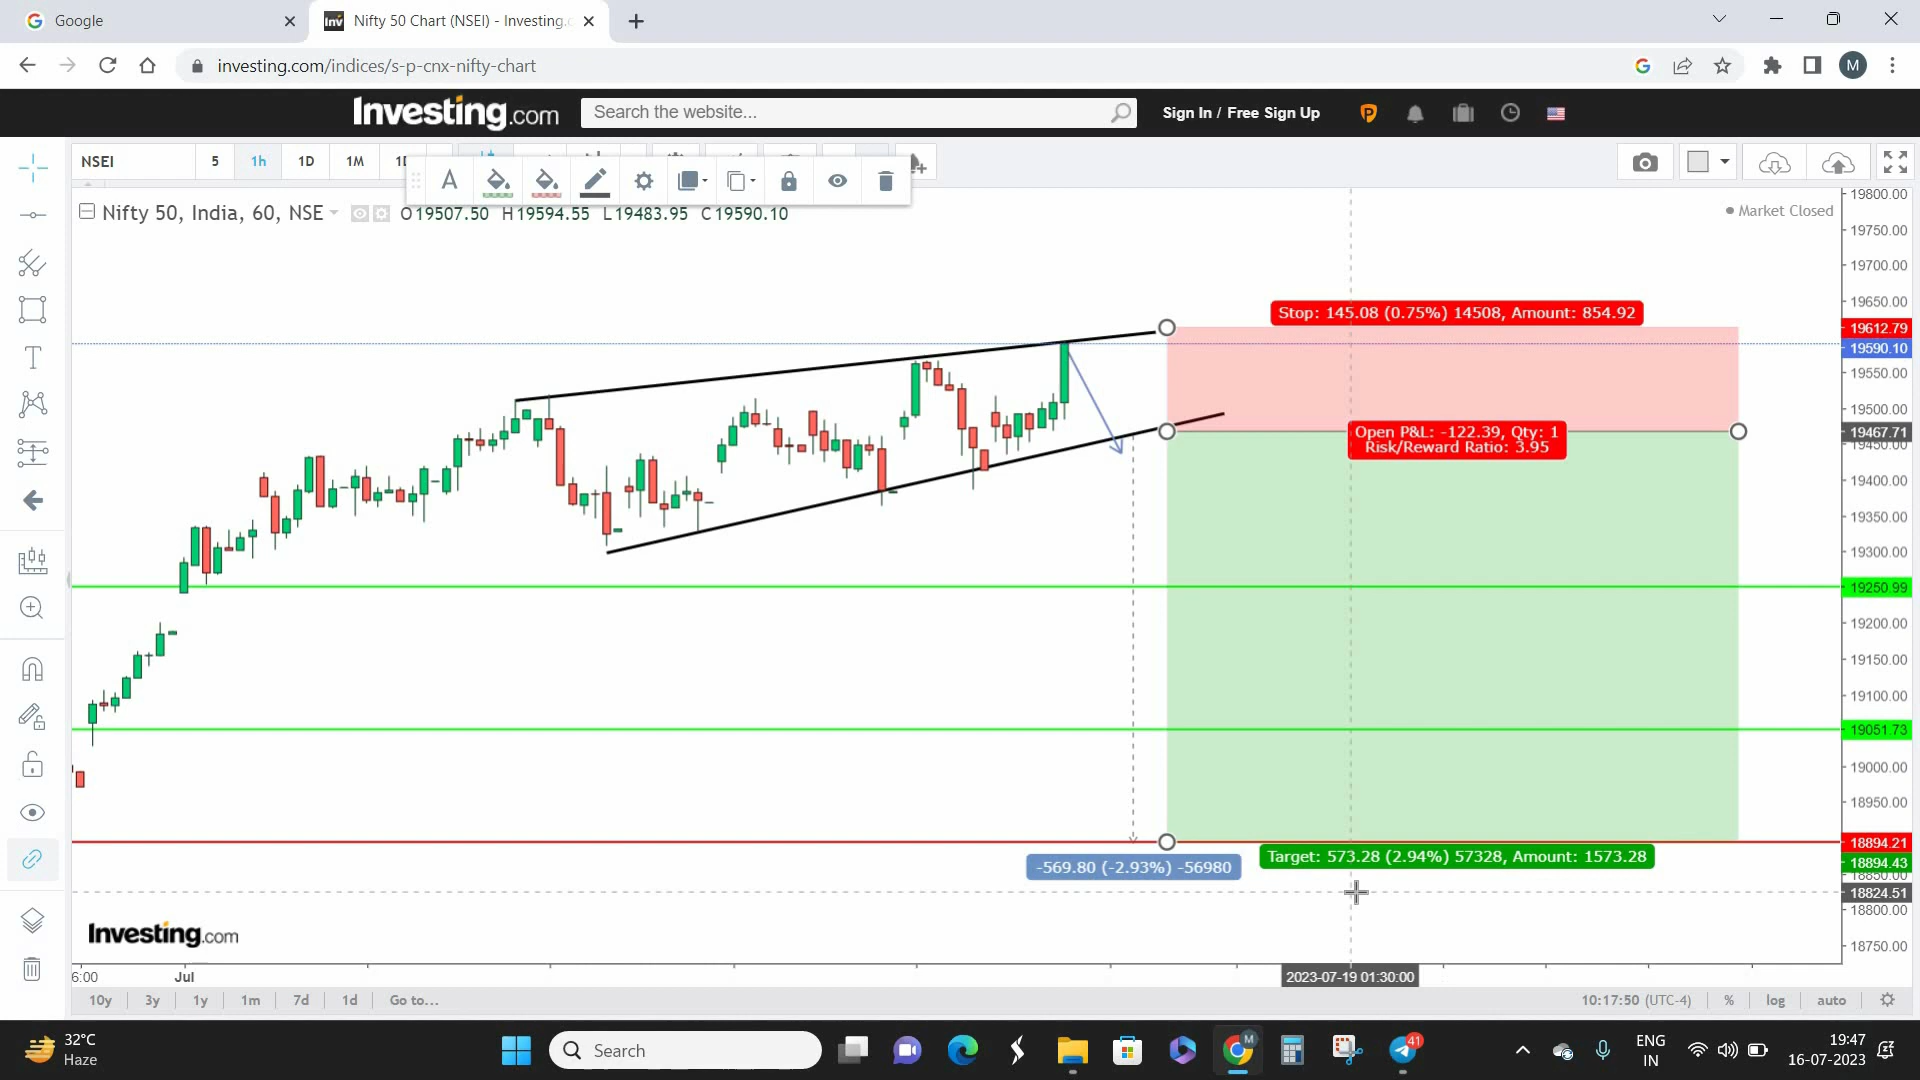 Google
Nifty 50 Chart (NSEI) - Investing.c
investing.com/indices/s-p-cnx-nifty-chart
M
Investing.com
Search the website...
Sign In / Free Sign Up
NSEI
5
1h
1D
1M
Nifty 50, India, 60, NSE
O19507.50 H19594.55 L19483.95 C19590.10
Market Closed
19800.00
19750.00
19700.00
19650.00
19612.79
19590.10
19550.00
19500.00
19467.71
19450.00
19400.00
19350.00
19300.00
19250.99
19200.00
19150.00
19100.00
19051.73
19000.00
18950.00
18894.21
18894.43
18850.00
18824.51
18800.00
18750.00
Stop: 145.08 (0.75%) 14508, Amount: 854.92
Open P&L: -122.39, Qty: 1
Risk/Reward Ratio: 3.95
-569.80 (-2.93%) -56980
Target: 573.28 (2.94%) 57328, Amount: 1573.28
Investing.com
6:00
Jul
2023-07-19 01:30:00
10y
3y
1y
1m
7d
1d
Go to...
10:17:50 (UTC-4)
%
log
auto
32°C
Haze
Search
M
41
ENG
IN
19:47
16-07-2023